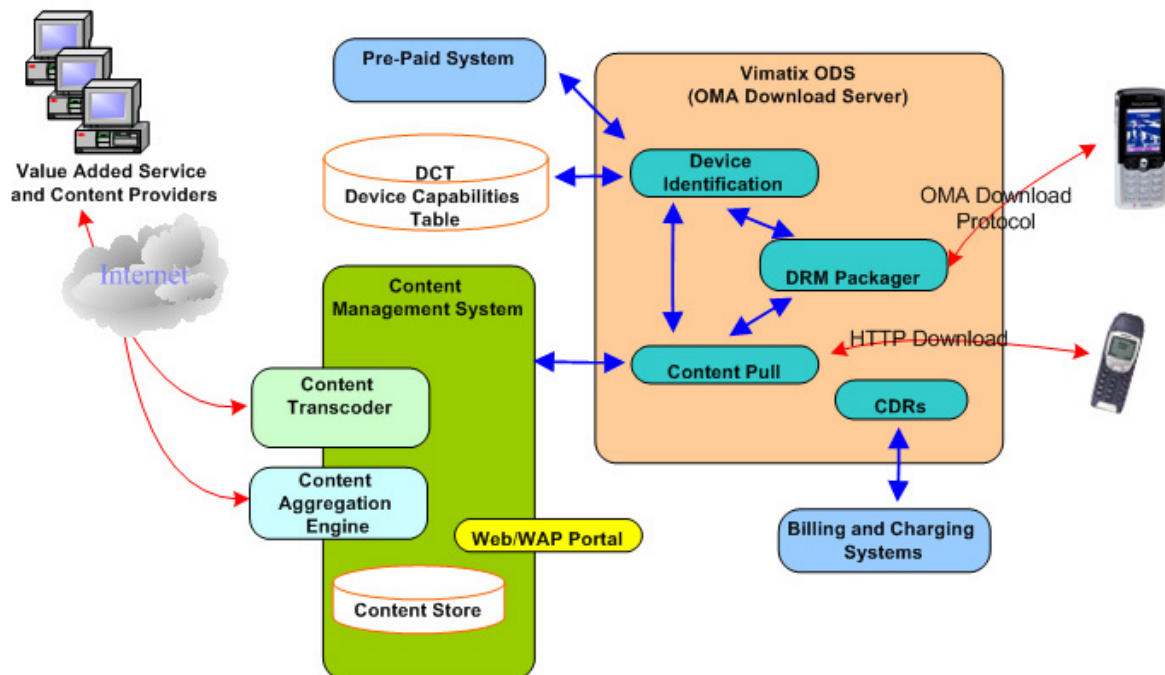 Value Added Service
and Content Providers
Internet
Pre-Paid System
DCT
Device Capabilities
Table
Vimatix ODS
(OMA Download Server)
Device
Identification
DRM Packager
Content Pull
CDRs
OMA Download
Protocol
HTTP Download
Content
Management System
Content
Transcoder
Content
Aggregation
Engine
Web/WAP Portal
Content Store
Billing and Charging
Systems